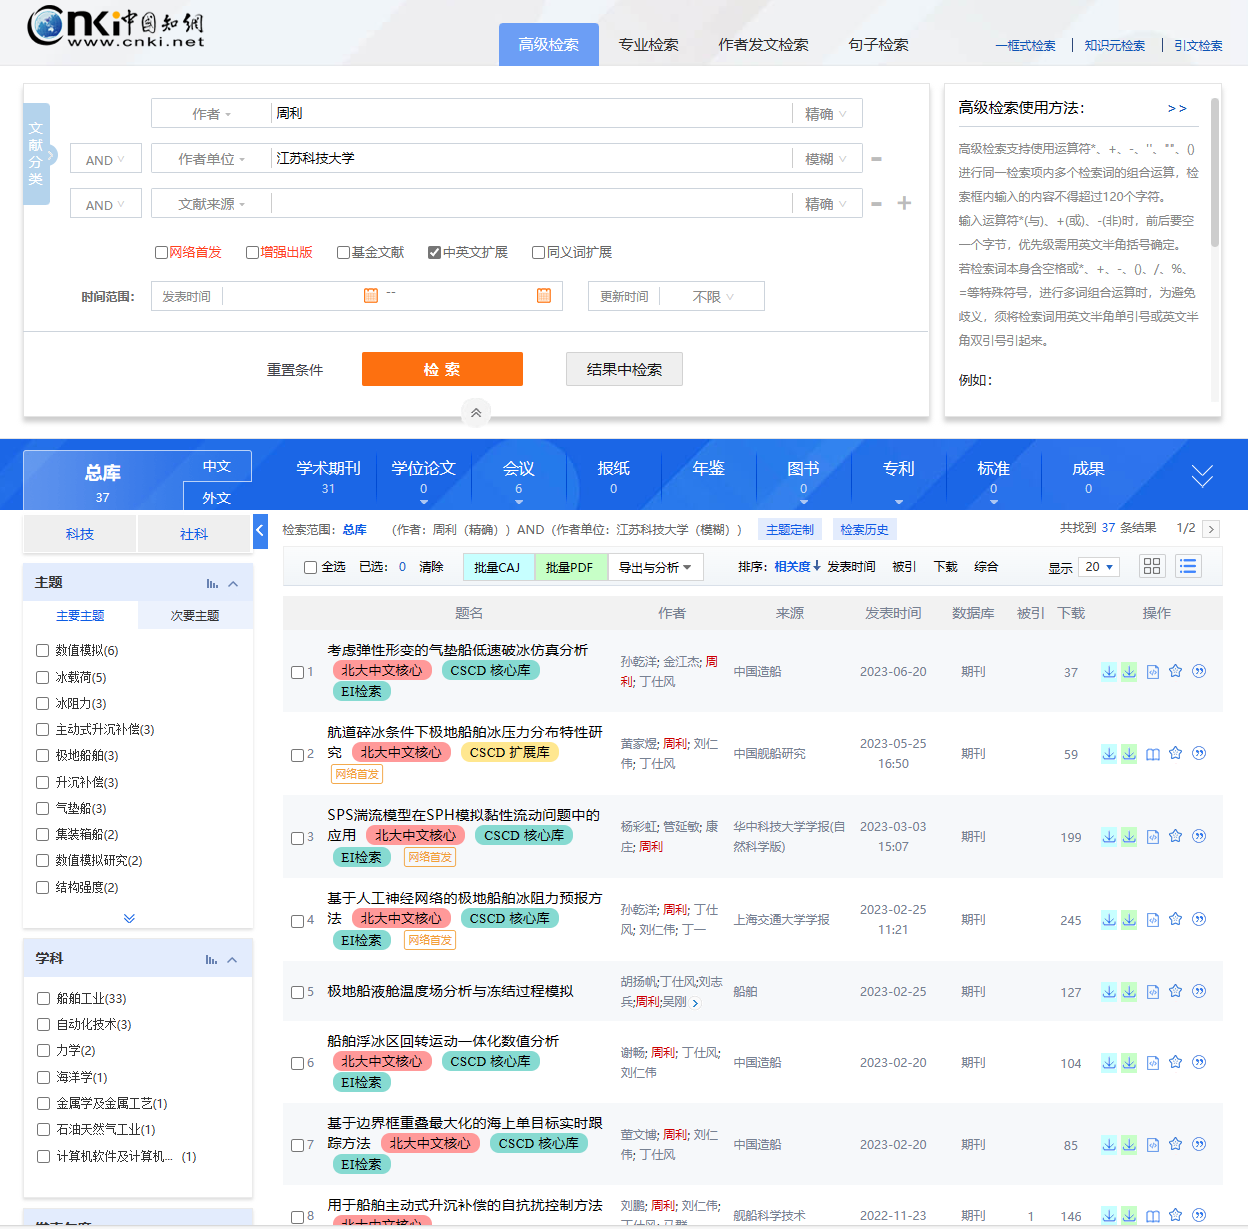 cnki中国知網
www.cnki.net
高级检索 专业检索 作者发文检索 句子检索
一框式检索 知识元检索 引文检索
文献分类
作者 周利 精确
AND 作者单位 江苏科技大学 模糊
AND 文献来源 精确
网络首发 增强出版 基金文献 中英文扩展 同义词扩展
时间范围： 发表时间 -- 更新时间 不限
重置条件 检索 结果中检索
高级检索使用方法： >>
高级检索支持使用运算符*、+、-、''、""、()
进行同一检索项内多个检索词的组合运算，检
索框内输入的内容不得超过120个字符。
输入运算符*(与)、+(或)、-(非)时，前后要空
一个字节，优先级需用英文半角括号确定。
若检索词本身含空格或*、+、-、()、/、%、
=等特殊符号，进行多词组合运算时，为避免
歧义，须将检索词用英文半角单引号或英文半
角双引号引起来。
例如：
总库
37
中文
外文
学术期刊
31
学位论文
0
会议
6
报纸
0
年鉴
图书
0
专利
标准
0
成果
0
科技 社科
检索范围：总库 （作者：周利（精确））AND（作者单位：江苏科技大学（模糊）） 主题定制 检索历史 共找到 37 条结果 1/2
全选 已选：0 清除 批量CAJ 批量PDF 导出与分析 排序：相关度 发表时间 被引 下载 综合 显示 20
主题
主要主题 次要主题
数值模拟(6)
冰载荷(5)
冰阻力(3)
主动式升沉补偿(3)
极地船舶(3)
升沉补偿(3)
气垫船(3)
集装箱船(2)
数值模拟研究(2)
结构强度(2)
学科
船舶工业(33)
自动化技术(3)
力学(2)
海洋学(1)
金属学及金属工艺(1)
石油天然气工业(1)
计算机软件及计算机... (1)
题名 作者 来源 发表时间 数据库 被引 下载 操作
1 考虑弹性形变的气垫船低速破冰仿真分析
北大中文核心 CSCD 核心库
EI检索
孙乾洋; 金江杰; 周
利; 丁仕风
中国造船 2023-06-20 期刊 37
2 航道碎冰条件下极地船舶冰压力分布特性研
究 北大中文核心 CSCD 扩展库
网络首发
黄家煜; 周利; 刘仁
伟; 丁仕风
中国舰船研究 2023-05-25
16:50
期刊 59
3 SPS湍流模型在SPH模拟黏性流动问题中的
应用 北大中文核心 CSCD 核心库
EI检索 网络首发
杨彩虹; 管延敏; 康
庄; 周利
华中科技大学学报(自
然科学版)
2023-03-03
15:07
期刊 199
4 基于人工神经网络的极地船舶冰阻力预报方
法 北大中文核心 CSCD 核心库
EI检索 网络首发
孙乾洋; 周利; 丁仕
风; 刘仁伟; 丁一
上海交通大学学报 2023-02-25
11:21
期刊 245
5 极地船液舱温度场分析与冻结过程模拟
胡扬帆;丁仕风;刘志
兵;周利;吴刚
船舶 2023-02-25 期刊 127
6 船舶浮冰区回转运动一体化数值分析
北大中文核心 CSCD 核心库
EI检索
谢畅; 周利; 丁仕风;
刘仁伟
中国造船 2023-02-20 期刊 104
7 基于边界框重叠最大化的海上单目标实时跟
踪方法 北大中文核心 CSCD 核心库
EI检索
董文博; 周利; 刘仁
伟; 丁仕风
中国造船 2023-02-20 期刊 85
8 用于船舶主动式升沉补偿的自抗扰控制方法
北大中文核心
刘鹏; 周利; 刘仁伟;
丁仕风
舰船科学技术 2022-11-23 期刊 1 146